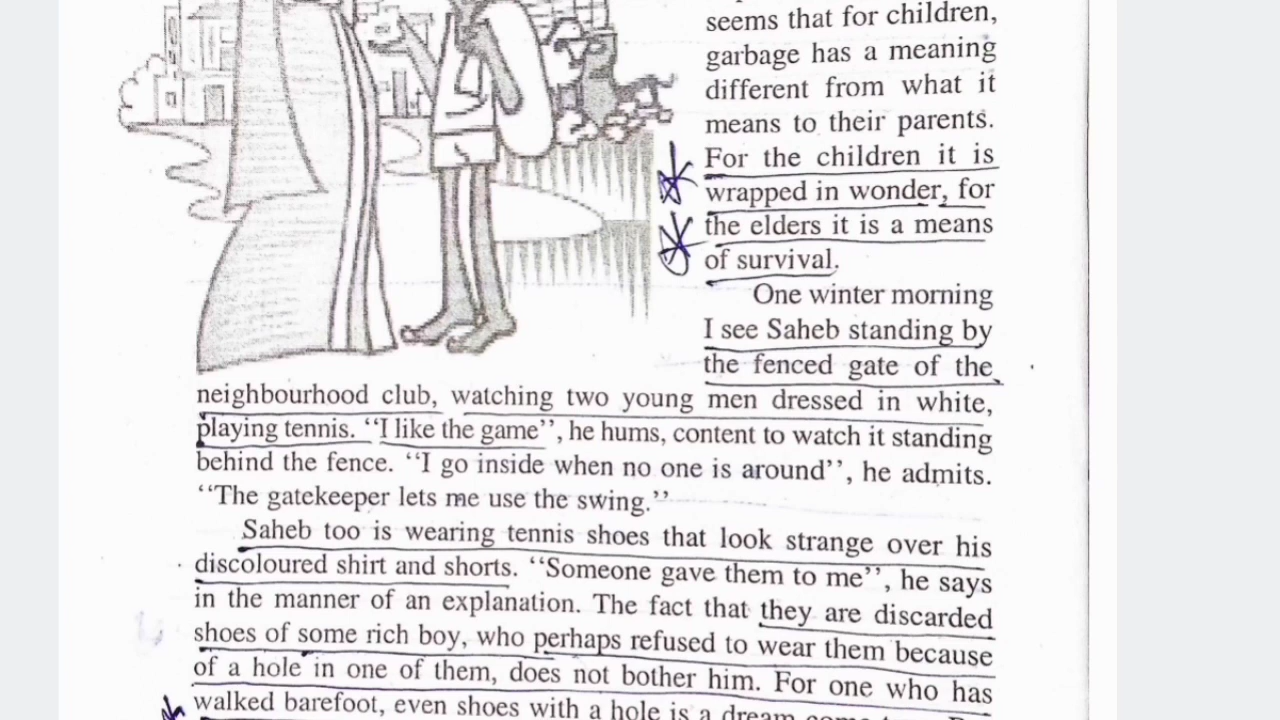 seems that for children,
garbage has a meaning
different from what it
means to their parents.
For the children it is
wrapped in wonder, for
the elders it is a means
of survival.
One winter morning
I see Saheb standing by
the fenced gate of the
neighbourhood club, watching two young men dressed in white,
playing tennis. “I like the game”, he hums, content to watch it standing
behind the fence. “I go inside when no one is around”, he admits.
“The gatekeeper lets me use the swing.”
Saheb too is wearing tennis shoes that look strange over his
discoloured shirt and shorts. “Someone gave them to me”, he says
in the manner of an explanation. The fact that they are discarded
shoes of some rich boy, who perhaps refused to wear them because
of a hole in one of them, does not bother him. For one who has
walked barefoot, even shoes with a hole is a dream